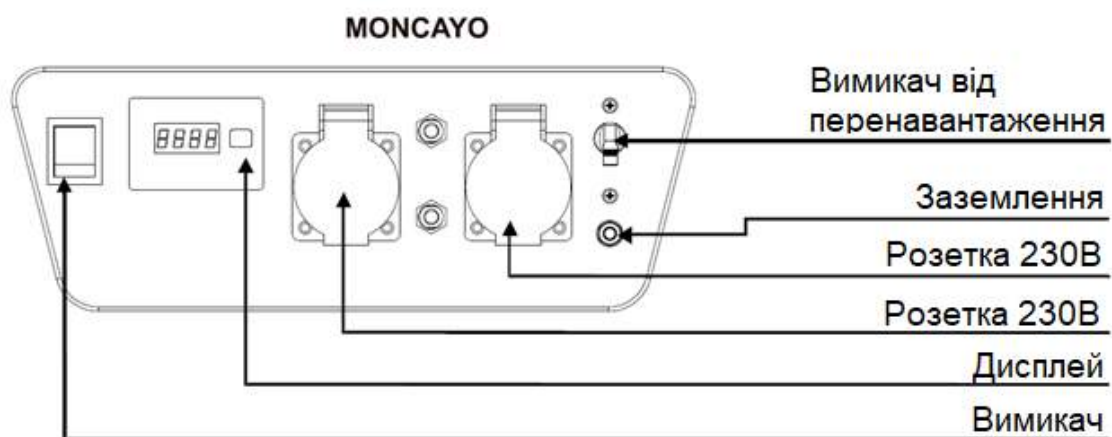 MONCAYO
Вимикач від
перенавантаження
8888
Заземлення
Розетка 230В
Розетка 230В
Дисплей
Вимикач